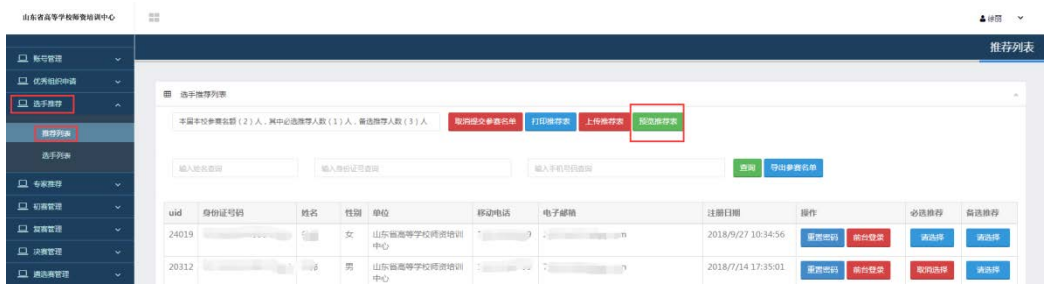 山东省高等学校师资培训中心
徐丽
推荐列表
账号管理
优秀组织申请
选手推荐
推荐列表
选手列表
专家推荐
初赛管理
复赛管理
决赛管理
遴选赛管理
选手推荐列表
本届本校参赛名额(2)人，其中必选推荐人数(1)人，备选推荐人数(3)人 取消提交参赛名单 打印推荐表 上传推荐表 预览推荐表
输入姓名查询 输入身份证号查询 输入手机号码查询 查询 导出参赛名单
uid 身份证号码 姓名 性别 单位 移动电话 电子邮箱 注册日期 操作 必选推荐 备选推荐
24019 女 山东省高等学校师资培训中心 2018/9/27 10:34:56 重置密码 前台登录 请选择 请选择
20312 男 山东省高等学校师资培训中心 2018/7/14 17:35:01 重置密码 前台登录 取消选择 请选择